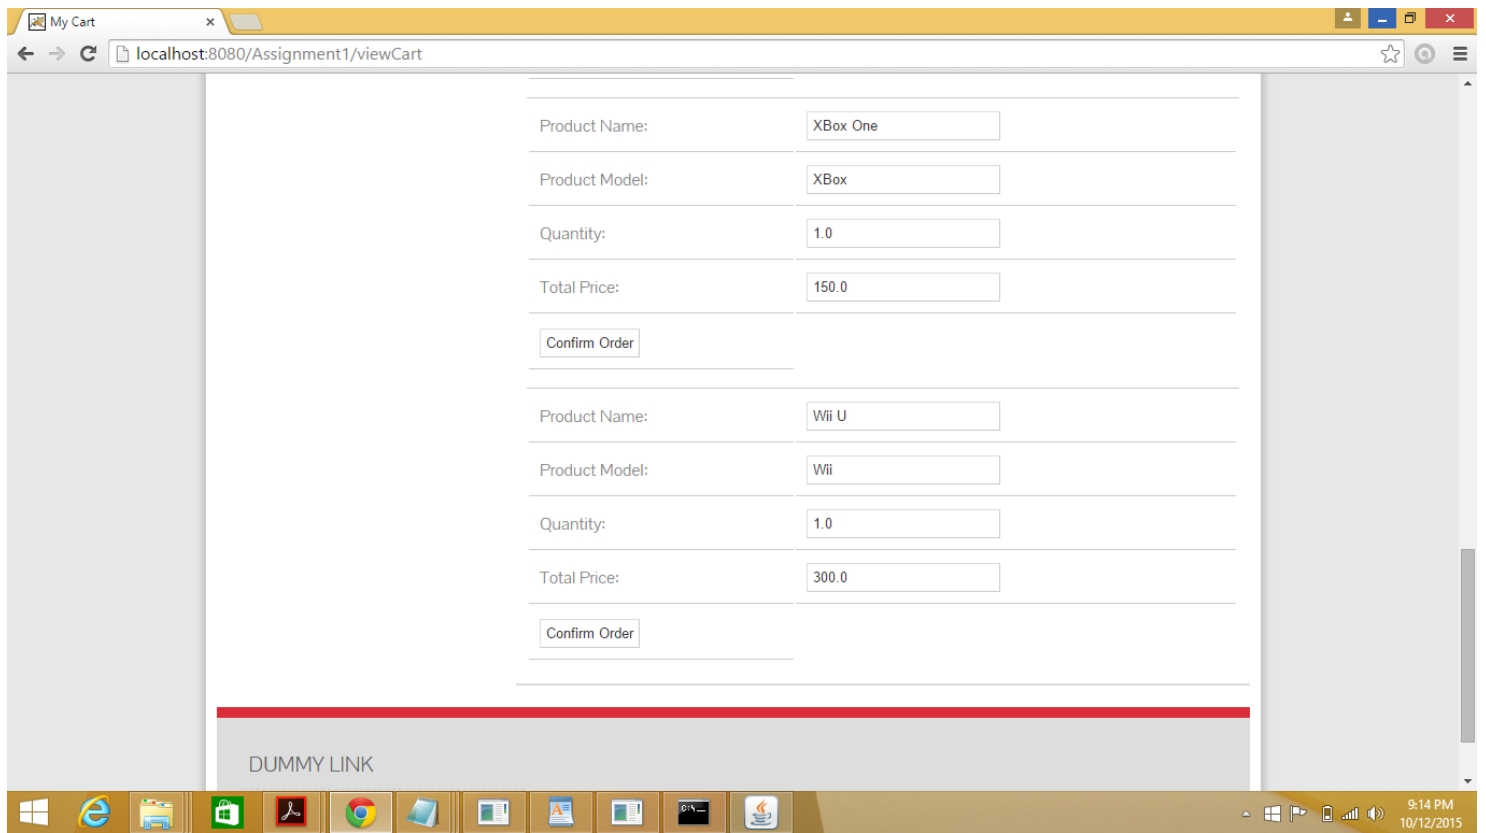 My Cart
localhost:8080/Assignment1/viewCart
Product Name: XBox One
Product Model: XBox
Quantity: 1.0
Total Price: 150.0
Confirm Order
Product Name: Wii U
Product Model: Wii
Quantity: 1.0
Total Price: 300.0
Confirm Order
DUMMY LINK
C:\_
9:14 PM
10/12/2015